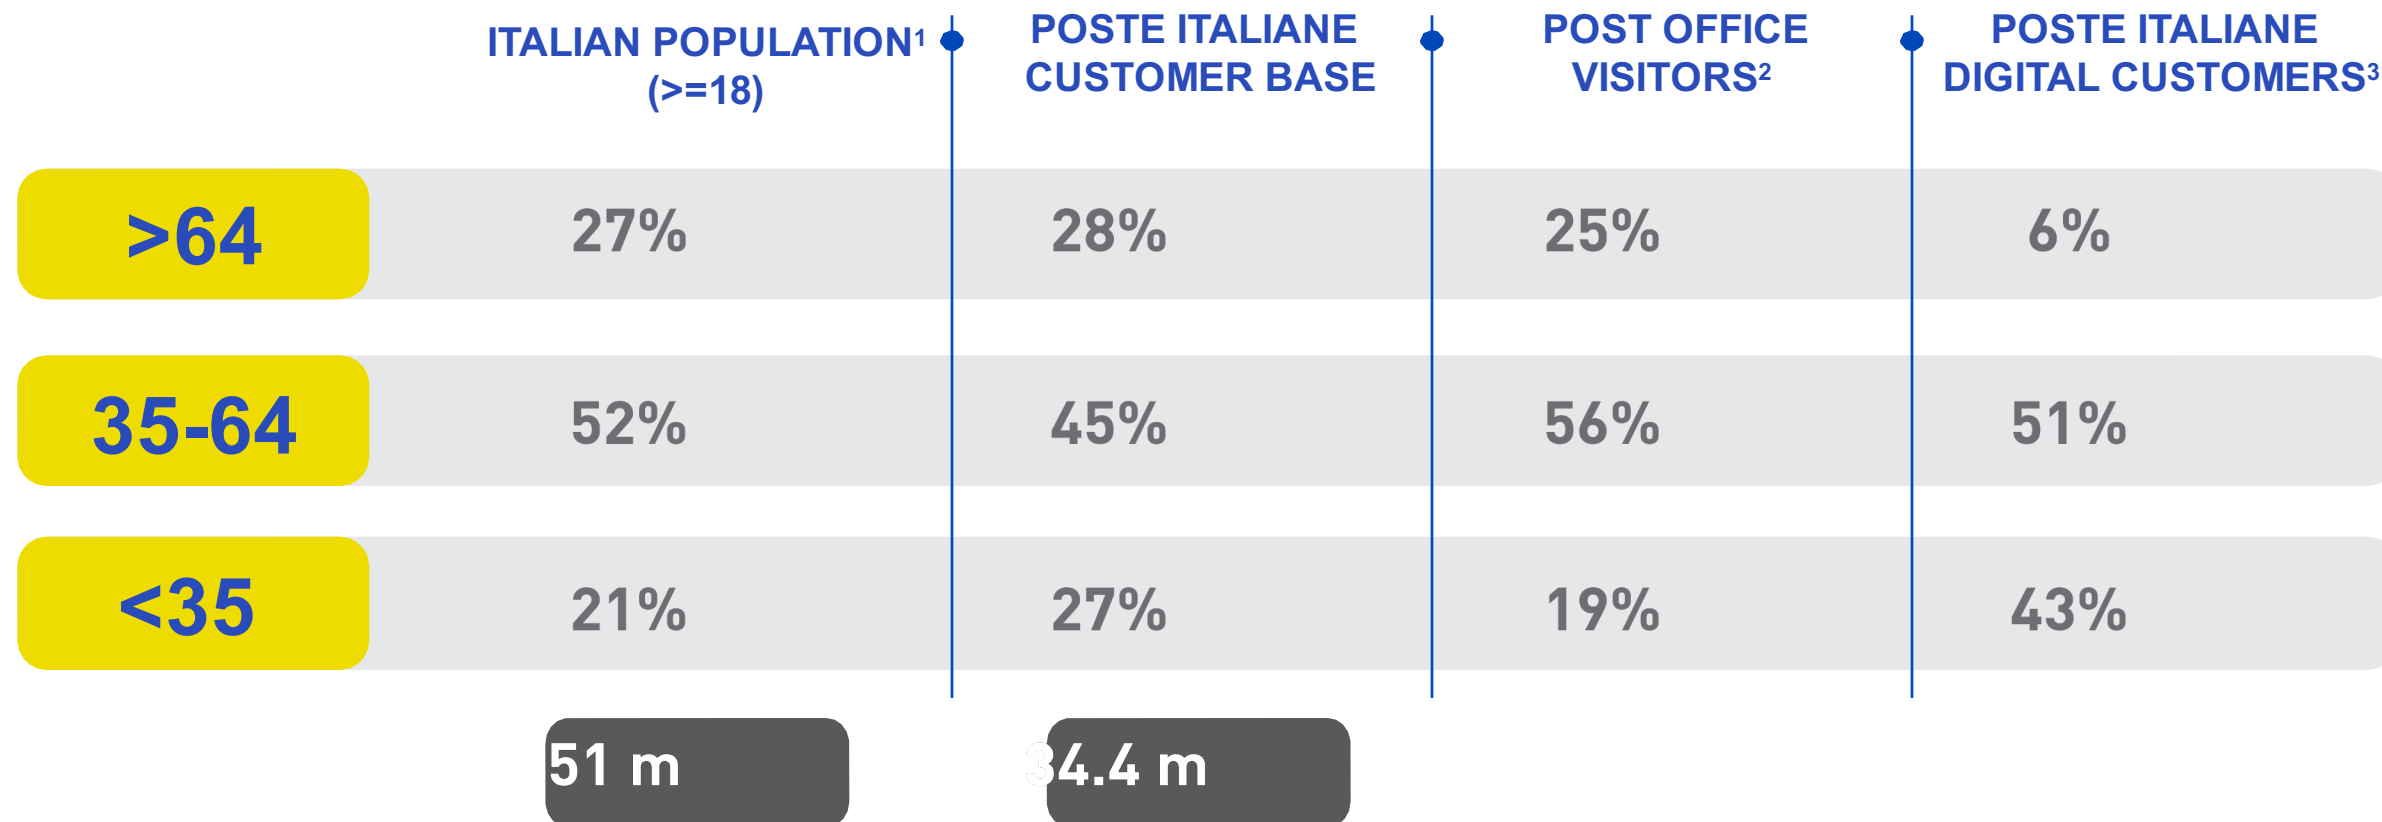 ITALIAN POPULATION¹
(>=18)
POSTE ITALIANE
CUSTOMER BASE
POST OFFICE
VISITORS²
POSTE ITALIANE
DIGITAL CUSTOMERS³
>64 27% 28% 25% 6%
35-64 52% 45% 56% 51%
<35 21% 27% 19% 43%
51 m 34.4 m